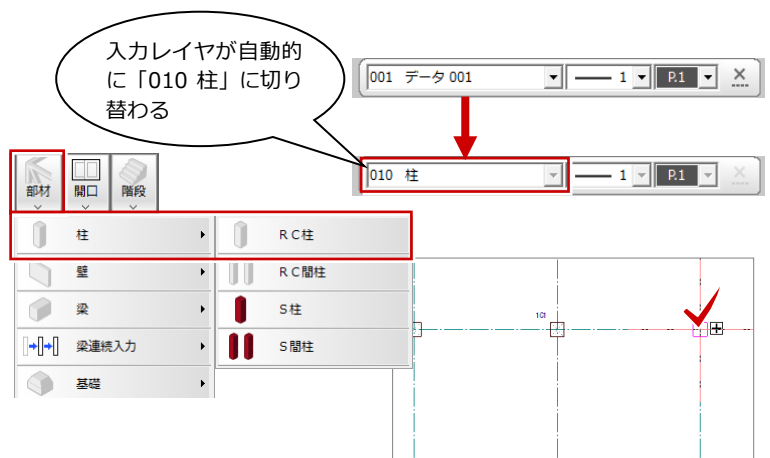 入力レイヤが自動的
に「010 柱」に切り
替わる
001 データ 001
1
P.1
010 柱
1
P.1
部材
開口
階段
柱
ＲＣ柱
壁
ＲＣ間柱
梁
Ｓ柱
梁連続入力
Ｓ間柱
基礎
1C1